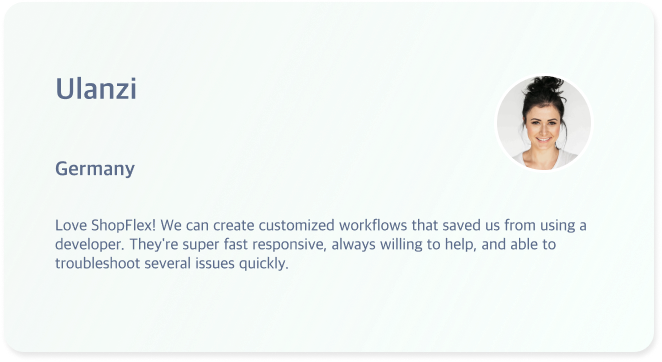 Ulanzi
Germany
Love ShopFlex! We can create customized workflows that saved us from using a
developer. They're super fast responsive, always willing to help, and able to
troubleshoot several issues quickly.